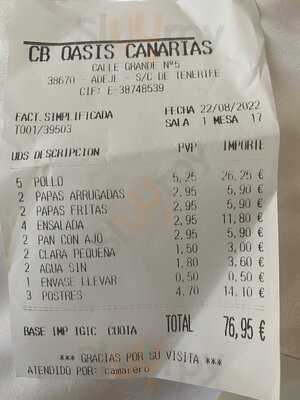 CB OASIS CANARIAS
CALLE GRANDE Nº5
38670 - ADEJE - S/C DE TENERIFE
CIF: E-38748539
FACT.SIMPLIFICADA FECHA 22/08/2022
T001/39503 SALA 1 MESA 17
UDS DESCRIPCION PVP IMPORTE
5 POLLO 5,25 26,25 €
2 PAPAS ARRUGADAS 2,95 5,90 €
2 PAPAS FRITAS 2,95 5,90 €
4 ENSALADA 2,95 11,80 €
2 PAN CON AJO 2,95 5,90 €
2 CLARA PEQUEÑA 1,50 3,00 €
2 AGUA SIN 1,80 3,60 €
1 ENVASE LLEVAR 0,50 0,50 €
3 POSTRES 4,70 14,10 €
BASE IMP IGIC CUOTA TOTAL 76,95 €
*** GRACIAS POR SU VISITA ***
ATENDIDO POR: camarero